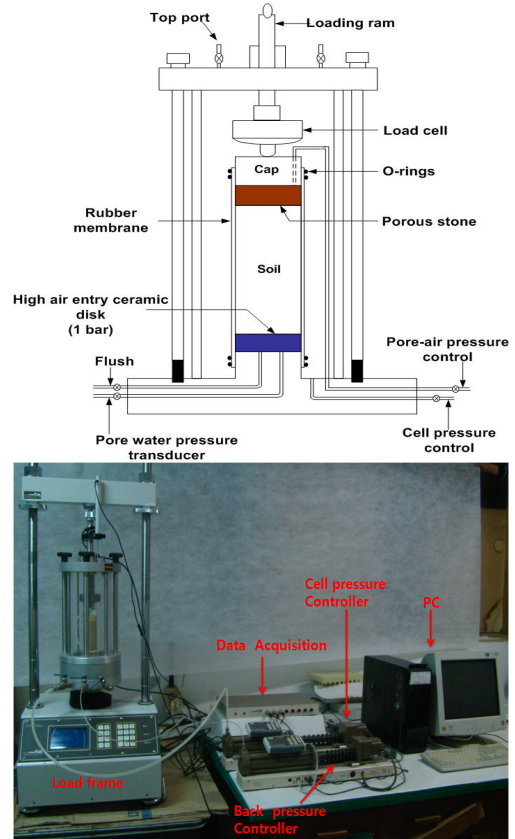 Top port
Loading ram
Load cell
Cap
O-rings
Rubber
membrane
Porous stone
Soil
High air entry ceramic
disk
(1 bar)
Flush
Pore-air pressure
control
Pore water pressure
transducer
Cell pressure
control
Cell pressure
Controller
PC
Data Acquisition
Load frame
Back pressure
Controller